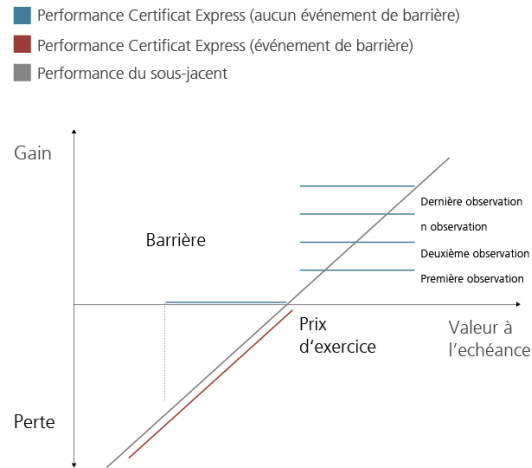 Performance Certificat Express (aucun événement de barrière)
Performance Certificat Express (événement de barrière)
Performance du sous-jacent
Gain
Dernière observation
n observation
Barrière
Deuxième observation
Première observation
Prix
d'exercice
Valeur à
l'echéance
Perte